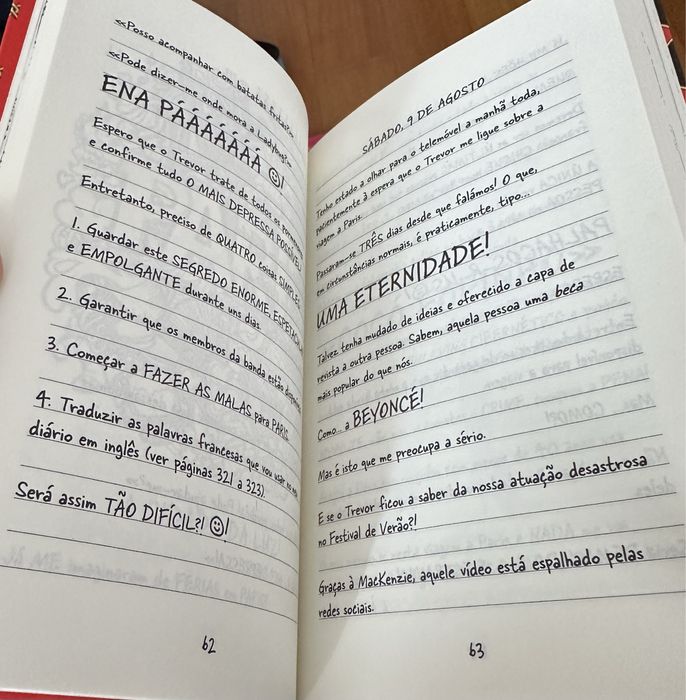 «Posso acompanhar com batatas fritas?»
«Pode dizer-me onde mora a Ladybug?»
ENA PÁÁÁÁÁÁÁ ☺!
Espero que o Trevor trate de todos os
e confirme tudo O MAIS DEPRESSA POSSÍVEL!
Entretanto, preciso de QUATRO coisas SIMPLES:
1. Guardar este SEGREDO ENORME,
e EMPOLGANTE durante uns dias.
2. Garantir que os membros da banda estão
3. Começar a FAZER AS MALAS para PARIS.
4. Traduzir as palavras francesas que vou usar no meu
diário em inglês (ver páginas 321 a 323).
Será assim TÃO DIFÍCIL?! ☺!
62
SÁBADO, 9 DE AGOSTO
Tenho estado a olhar para o telemóvel a manhã toda,
pacientemente à espera que o Trevor me ligue sobre a
viagem a Paris.
Passaram-se TRÊS dias desde que falámos! O que,
em circunstâncias normais, é praticamente, tipo...
UMA ETERNIDADE!
Talvez tenha mudado de ideias e oferecido a capa de
revista a outra pessoa. Sabem, aquela pessoa uma beca
mais popular do que nós.
Como... a BEYONCÉ!
Mas é isto que me preocupa a sério.
E se o Trevor ficou a saber da nossa atuação desastrosa
no Festival de Verão?!
Graças à MacKenzie, aquele vídeo está espalhado pelas
redes sociais.
63